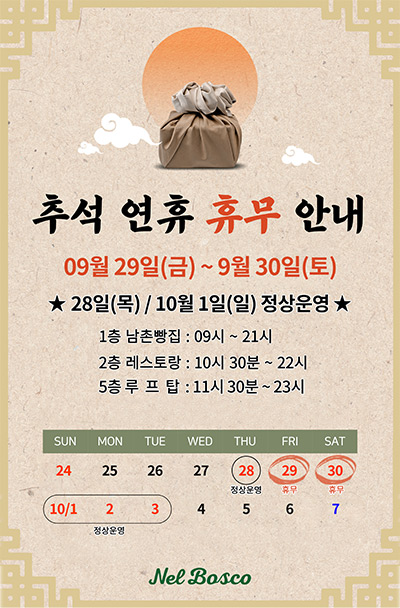 추석 연휴 휴무 안내
09월 29일(금) ~ 9월 30일(토)
★ 28일(목) / 10월 1일(일) 정상운영 ★
1층 남촌빵집 : 09시 ~ 21시
2층 레스토랑 : 10시 30분 ~ 22시
5층 루 프 탑 : 11시 30분 ~ 23시
SUN MON TUE WED THU FRI SAT
24 25 26 27 28 29 30
정상운영 휴무 휴무
10/1 2 3 4 5 6 7
정상운영
Nel Bosco